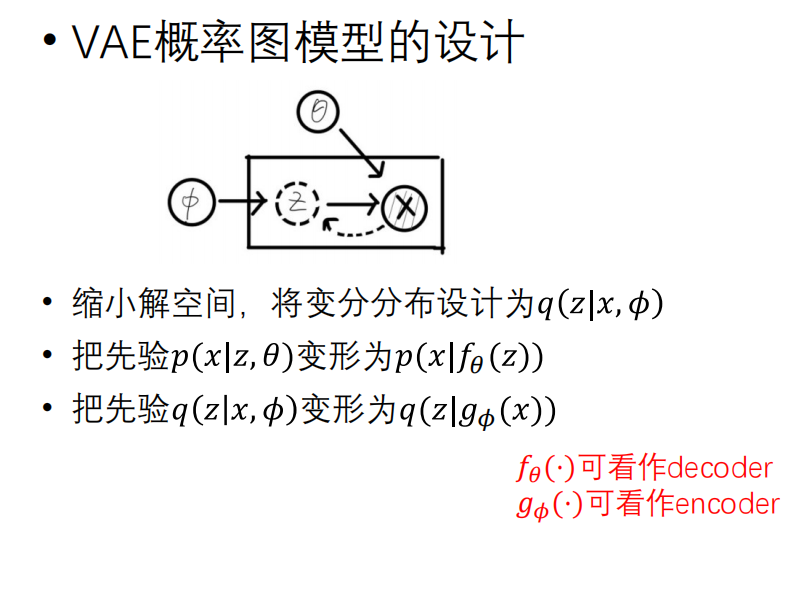 • VAE概率图模型的设计
θ
ϕ z X
• 缩小解空间，将变分分布设计为q(z|x, ϕ)
• 把先验p(x|z, θ)变形为p(x|f_θ(z))
• 把先验q(z|x, ϕ)变形为q(z|g_ϕ(x))
f_θ(·)可看作decoder
g_ϕ(·)可看作encoder